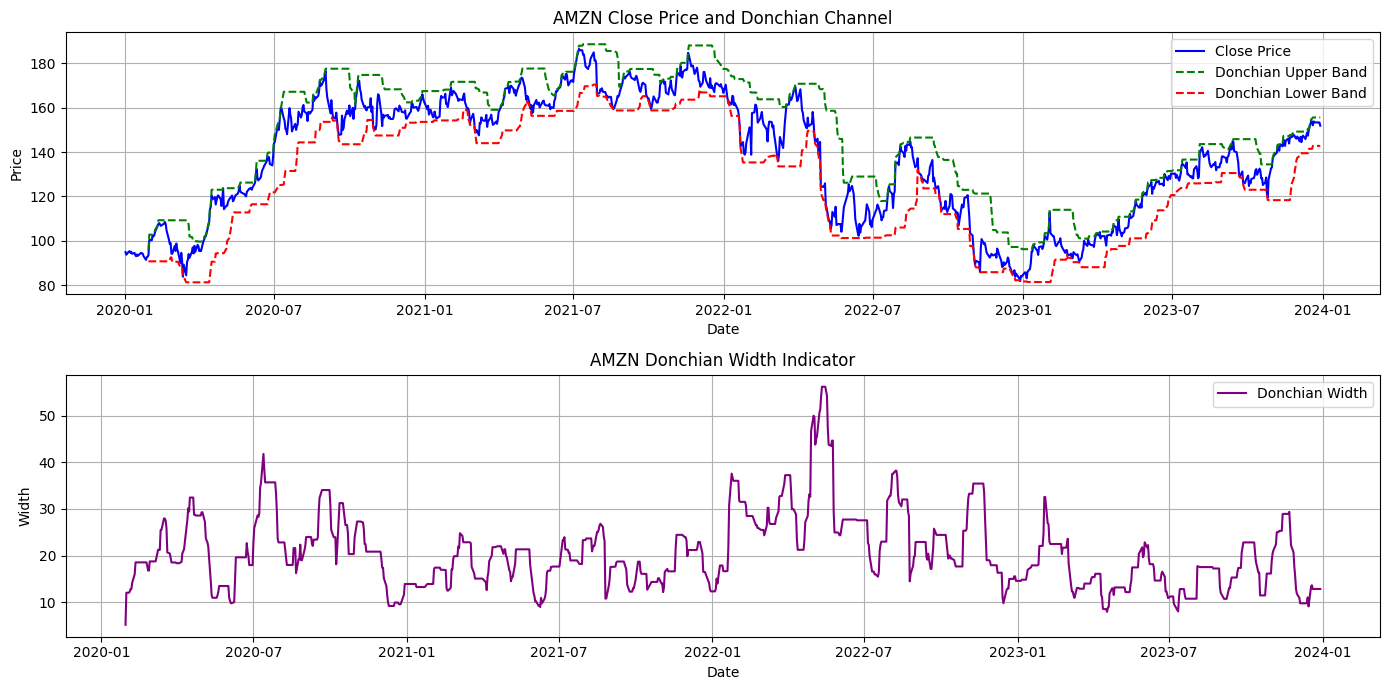 AMZN Close Price and Donchian Channel
Price
180
160
140
120
100
80
Close Price
Donchian Upper Band
Donchian Lower Band
2020-01 2020-07 2021-01 2021-07 2022-01 2022-07 2023-01 2023-07 2024-01
Date
AMZN Donchian Width Indicator
Width
50
40
30
20
10
Donchian Width
2020-01 2020-07 2021-01 2021-07 2022-01 2022-07 2023-01 2023-07 2024-01
Date